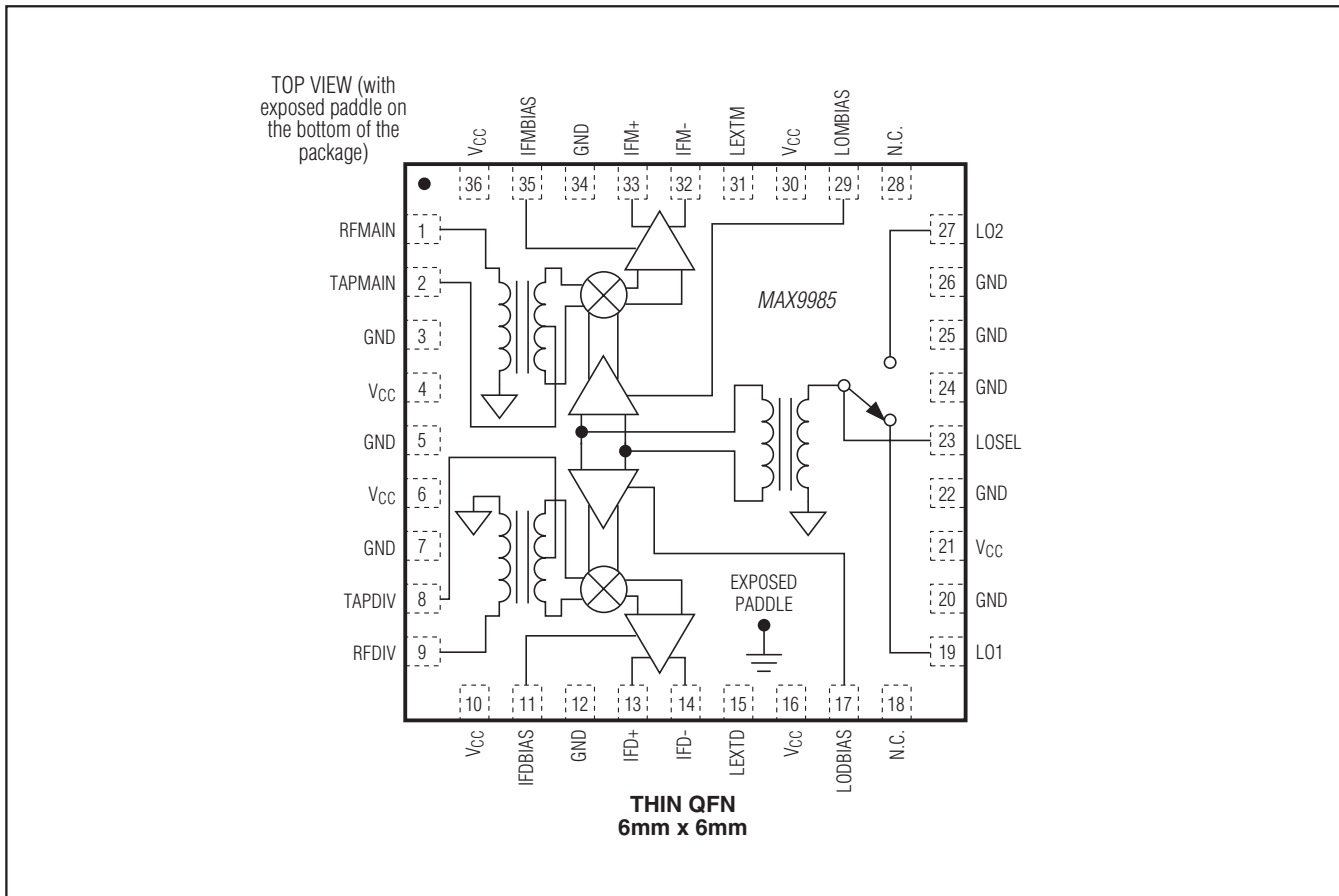 TOP VIEW (with
exposed paddle on
the bottom of the
package)
VCC
IFMBIAS
GND
IFM+
IFM-
LEXTM
VCC
LOMBIAS
N.C.
36 35 34 33 32 31 30 29 28
RFMAIN 1
TAPMAIN 2
GND 3
VCC 4
GND 5
VCC 6
GND 7
TAPDIV 8
RFDIV 9
MAX9985
27 LO2
26 GND
25 GND
24 GND
23 LOSEL
22 GND
21 VCC
20 GND
19 LO1
EXPOSED
PADDLE
10 11 12 13 14 15 16 17 18
VCC
IFDBIAS
GND
IFD+
IFD-
LEXTD
VCC
LODBIAS
N.C.
THIN QFN
6mm x 6mm